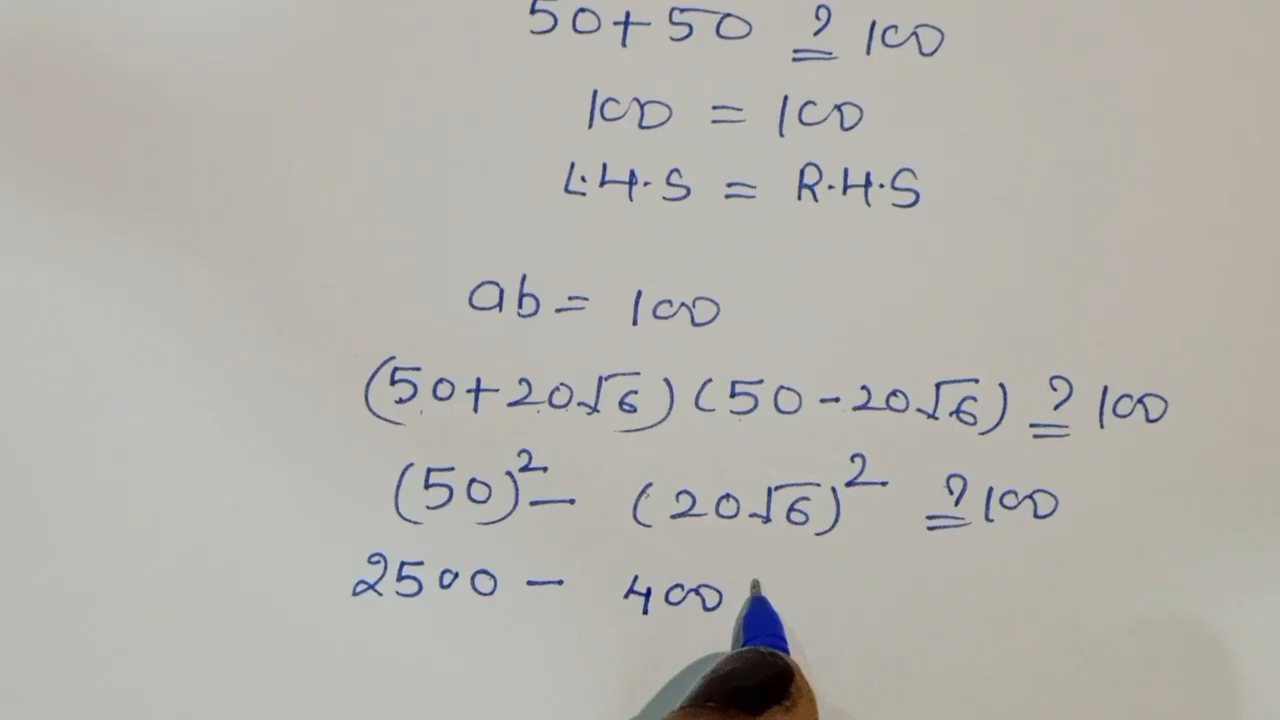 50+50 ≟ 100
100 = 100
L.H.S = R.H.S
ab = 100
(50+20√6)(50-20√6) ≟ 100
(50)² - (20√6)² ≟ 100
2500 - 400